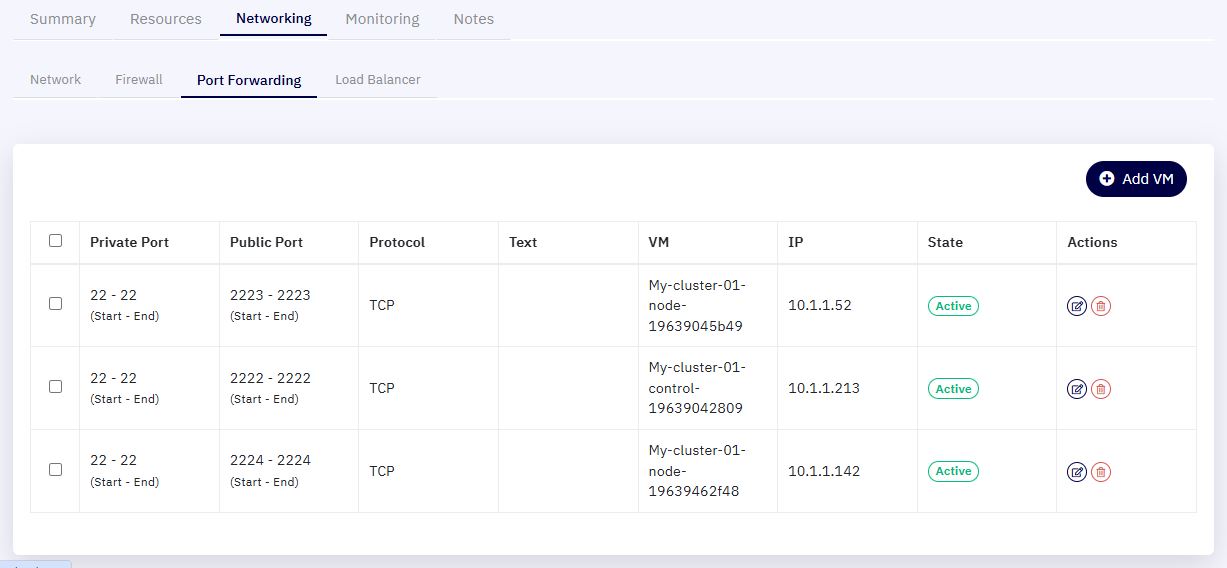 Summary Resources Networking Monitoring Notes
Network Firewall Port Forwarding Load Balancer
Add VM
Private Port Public Port Protocol Text VM IP State Actions
22 - 22
(Start - End)
2223 - 2223
(Start - End)
TCP
My-cluster-01-
node-
19639045b49
10.1.1.52
Active
22 - 22
(Start - End)
2222 - 2222
(Start - End)
TCP
My-cluster-01-
control-
19639042809
10.1.1.213
Active
22 - 22
(Start - End)
2224 - 2224
(Start - End)
TCP
My-cluster-01-
node-
19639462f48
10.1.1.142
Active